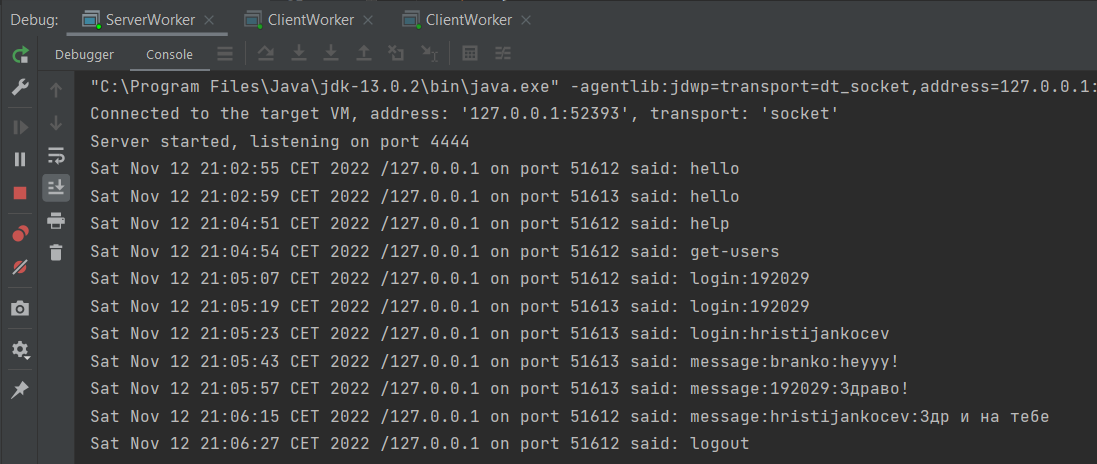 Debug: ServerWorker ClientWorker ClientWorker
Debugger Console
"C:\Program Files\Java\jdk-13.0.2\bin\java.exe" -agentlib:jdwp=transport=dt_socket,address=127.0.0.1:
Connected to the target VM, address: '127.0.0.1:52393', transport: 'socket'
Server started, listening on port 4444
Sat Nov 12 21:02:55 CET 2022 /127.0.0.1 on port 51612 said: hello
Sat Nov 12 21:02:59 CET 2022 /127.0.0.1 on port 51613 said: hello
Sat Nov 12 21:04:51 CET 2022 /127.0.0.1 on port 51612 said: help
Sat Nov 12 21:04:54 CET 2022 /127.0.0.1 on port 51612 said: get-users
Sat Nov 12 21:05:07 CET 2022 /127.0.0.1 on port 51612 said: login:192029
Sat Nov 12 21:05:19 CET 2022 /127.0.0.1 on port 51613 said: login:192029
Sat Nov 12 21:05:23 CET 2022 /127.0.0.1 on port 51613 said: login:hristijankocev
Sat Nov 12 21:05:43 CET 2022 /127.0.0.1 on port 51613 said: message:branko:heyyy!
Sat Nov 12 21:05:57 CET 2022 /127.0.0.1 on port 51613 said: message:192029:Здраво!
Sat Nov 12 21:06:15 CET 2022 /127.0.0.1 on port 51612 said: message:hristijankocev:Здр и на тебе
Sat Nov 12 21:06:27 CET 2022 /127.0.0.1 on port 51612 said: logout